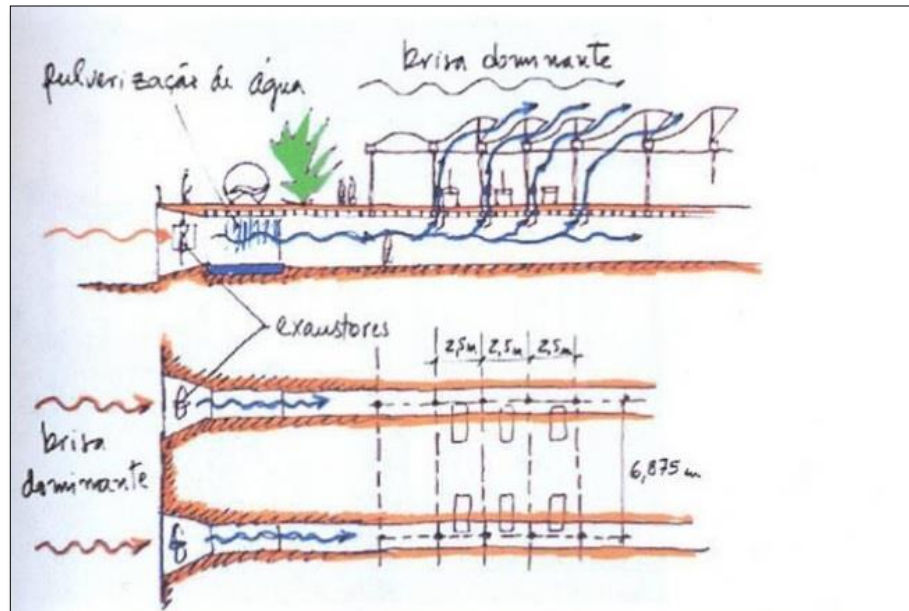 brisa dominante
pulverização de água
exaustores
2,5m 2,5m 2,5m
brisa
dominante
6,875 m